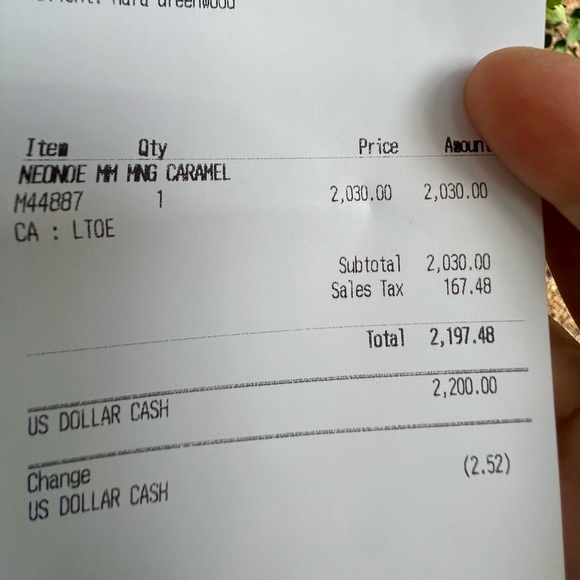 Greenwood
Item Qty Price Amoun
NEONOE MM MNG CARAMEL
M44887 1 2,030.00 2,030.00
CA : LTOE
Subtotal 2,030.00
Sales Tax 167.48
Total 2,197.48
2,200.00
US DOLLAR CASH
Change (2.52)
US DOLLAR CASH